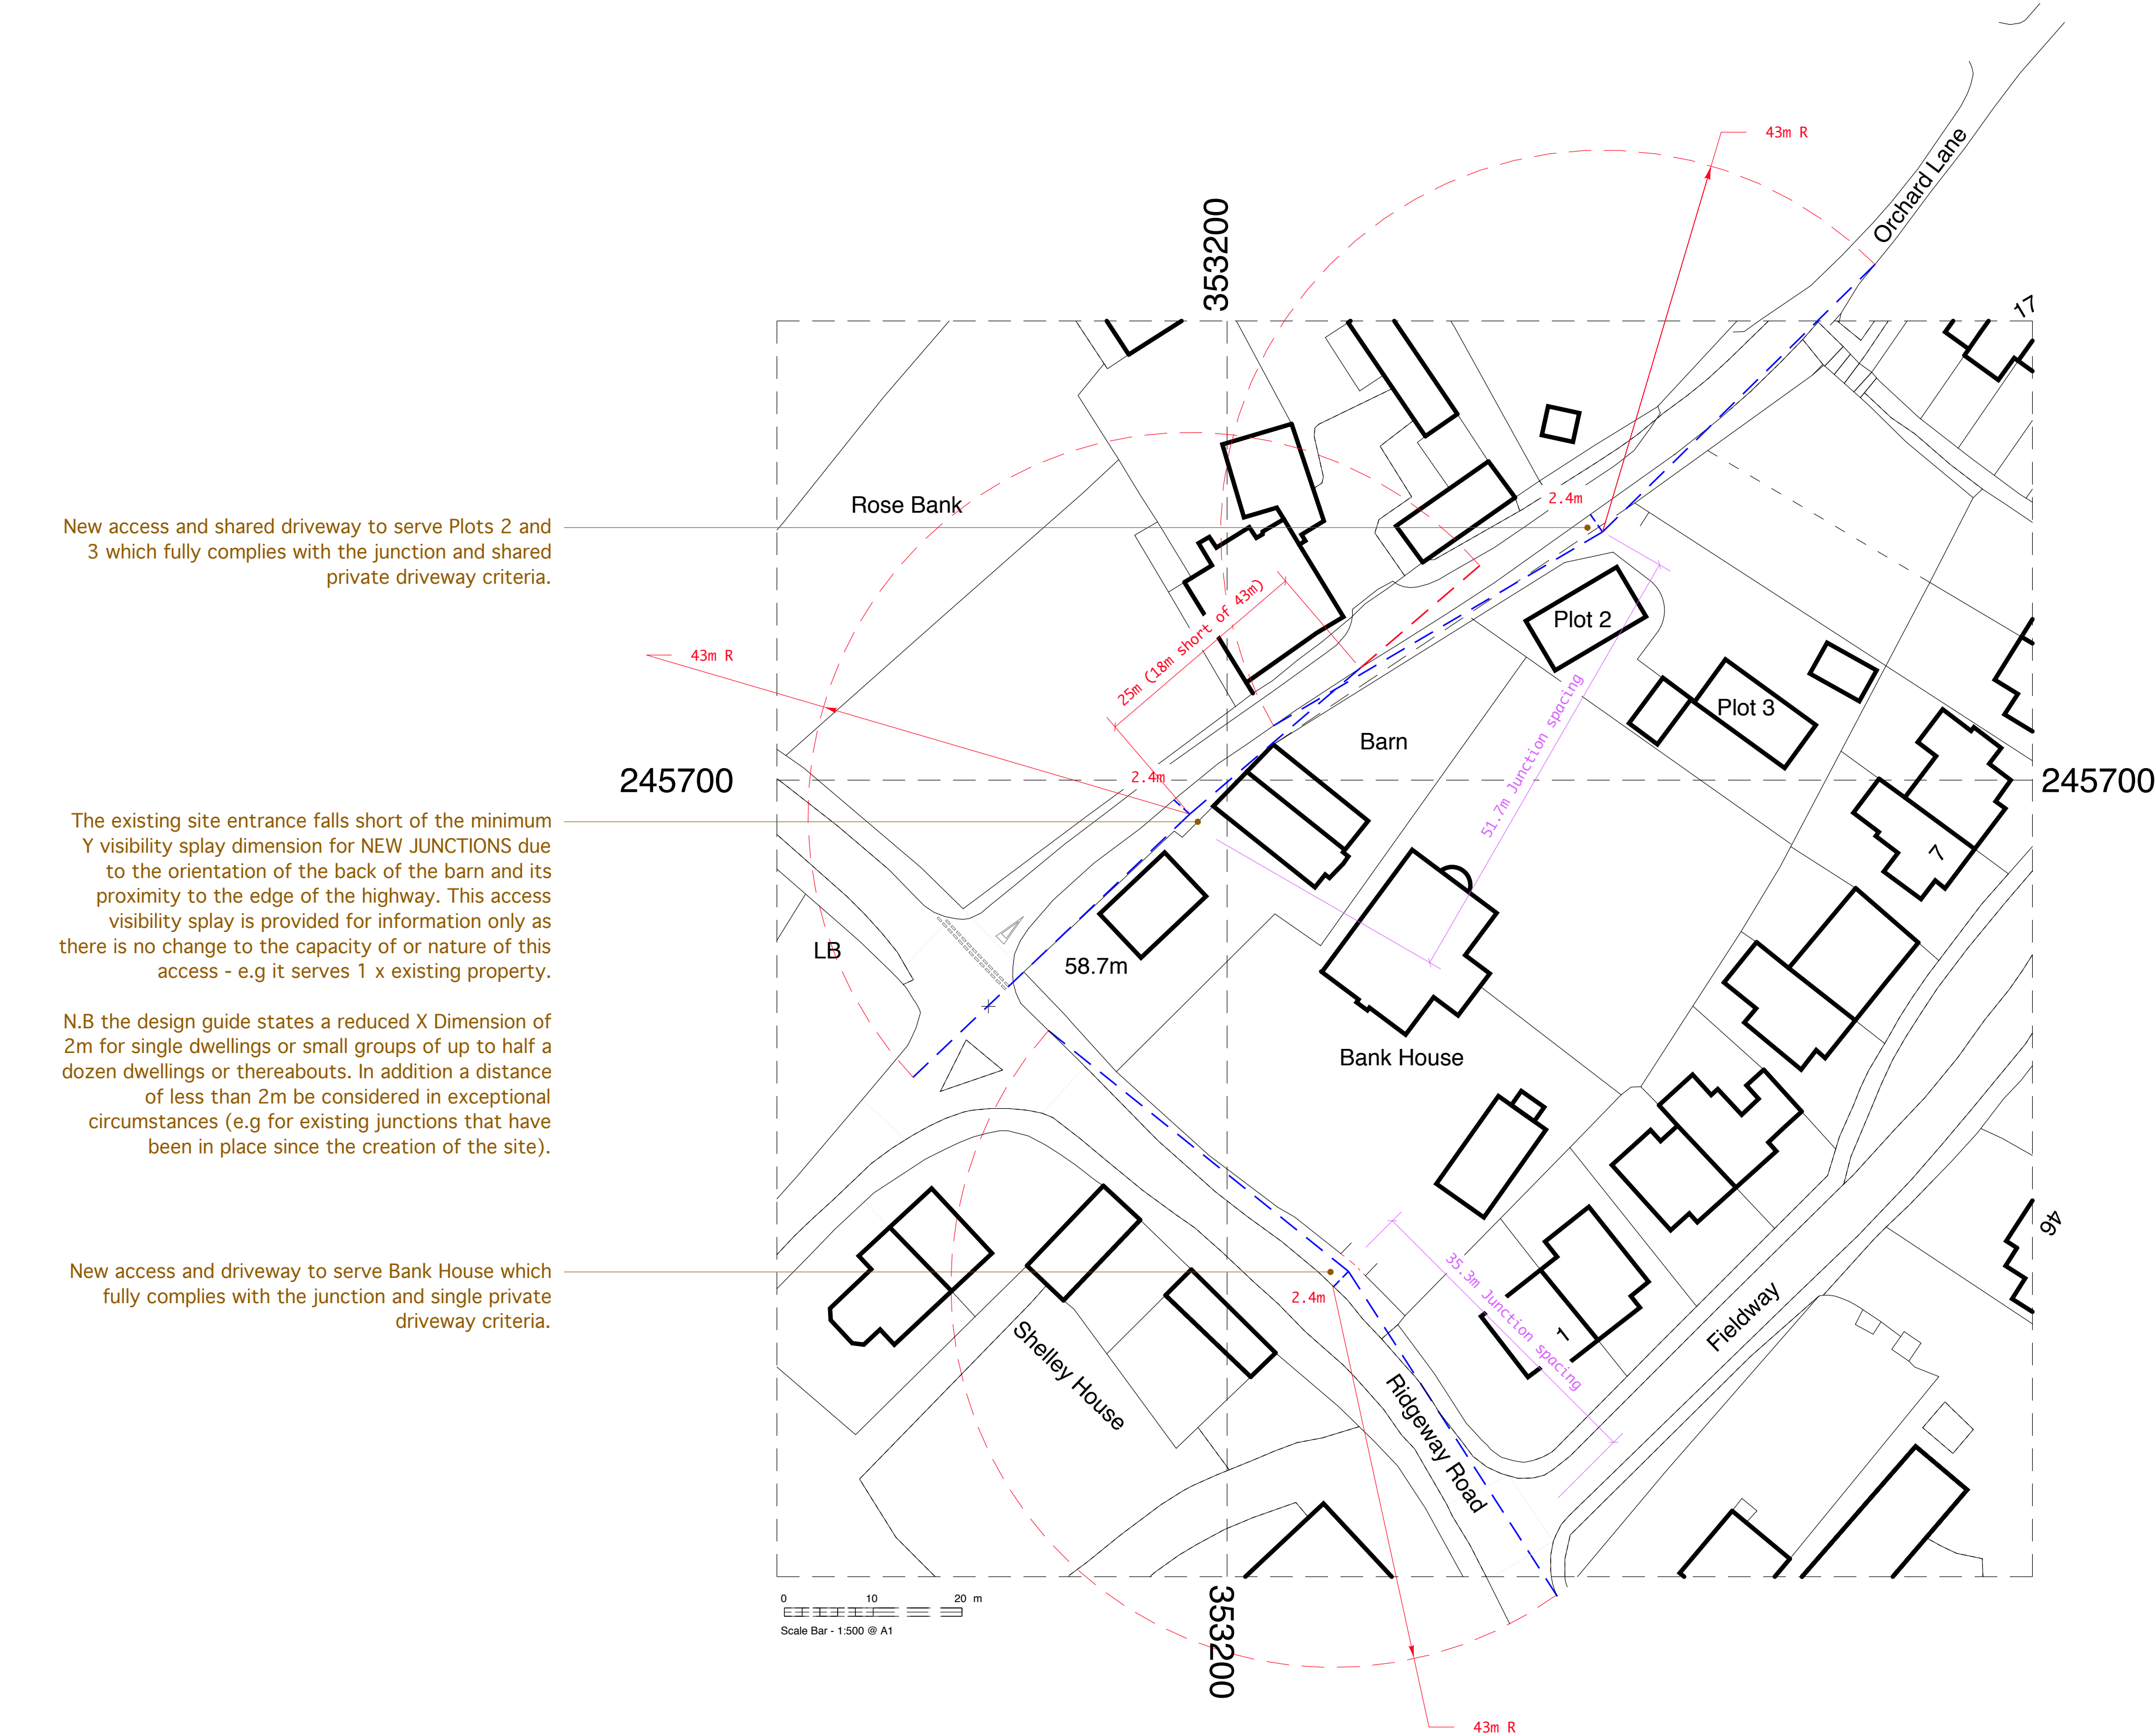 43m R
Orchard Lane
353200
17
Rose Bank
2.4m
New access and shared driveway to serve Plots 2 and
3 which fully complies with the junction and shared
private driveway criteria.
25m (18m short of 43m)
Plot 2
43m R
Plot 3
51.7m Junction spacing
Barn
2.4m
245700
245700
The existing site entrance falls short of the minimum
Y visibility splay dimension for NEW JUNCTIONS due
to the orientation of the back of the barn and its
proximity to the edge of the highway. This access
visibility splay is provided for information only as
there is no change to the capacity of or nature of this
access - e.g it serves 1 x existing property.
7
LB
58.7m
N.B the design guide states a reduced X Dimension of
2m for single dwellings or small groups of up to half a
dozen dwellings or thereabouts. In addition a distance
of less than 2m be considered in exceptional
circumstances (e.g for existing junctions that have
been in place since the creation of the site).
Bank House
46
New access and driveway to serve Bank House which
fully complies with the junction and single private
driveway criteria.
2.4m
35.3m Junction spacing
1
Fieldway
Shelley House
Ridgeway Road
0 10 20 m
Scale Bar - 1:500 @ A1
353200
43m R